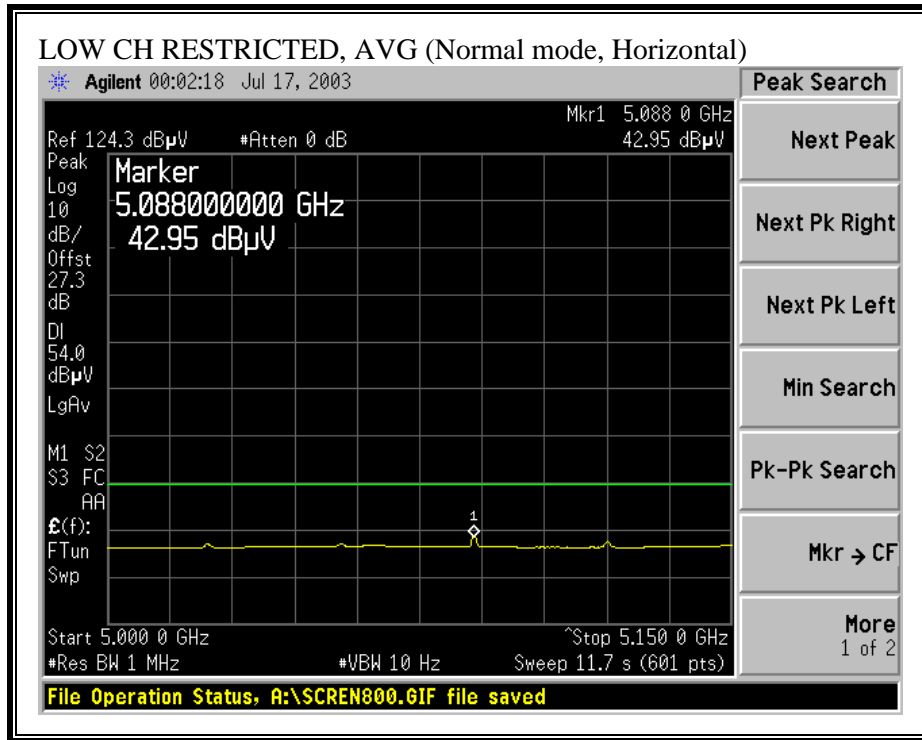 LOW CH RESTRICTED, AVG (Normal mode, Horizontal)
Agilent 00:02:18 Jul 17, 2003
Peak Search
Mkr1 5.088 0 GHz
Ref 124.3 dBµV #Atten 0 dB 42.95 dBµV
Peak
Log
10
dB/
Offst
27.3
dB
DI
54.0
dBµV
LgAv
M1 S2
S3 FC
AA
£(f):
FTun
Swp
Marker
5.088000000 GHz
42.95 dBµV
1
Start 5.000 0 GHz ^Stop 5.150 0 GHz
#Res BW 1 MHz #VBW 10 Hz Sweep 11.7 s (601 pts)
File Operation Status, A:\SCREN800.GIF file saved
Next Peak
Next Pk Right
Next Pk Left
Min Search
Pk-Pk Search
Mkr → CF
More
1 of 2